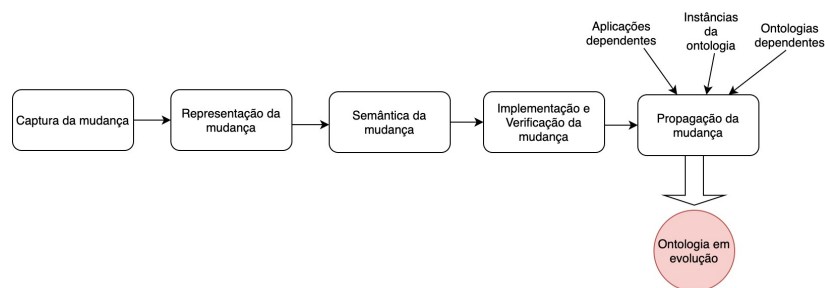 Aplicações
dependentes
Instâncias
da
ontologia
Ontologias
dependentes
Captura da mudança
Representação da
mudança
Semântica da
mudança
Implementação e
Verificação da
mudança
Propagação da
mudança
Ontologia em
evolução